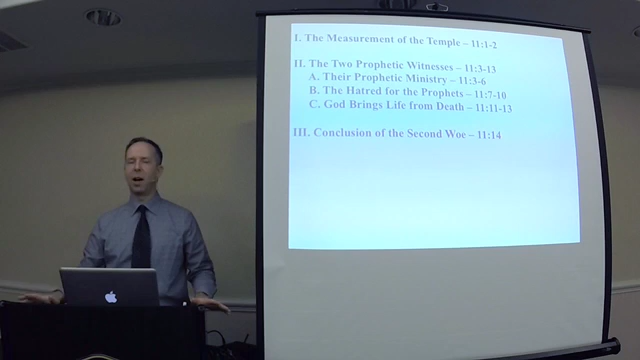 I. The Measurement of the Temple – 11:1-2
II. The Two Prophetic Witnesses – 11:3-13
A. Their Prophetic Ministry – 11:3-6
B. The Hatred for the Prophets – 11:7-10
C. God Brings Life from Death – 11:11-13
III. Conclusion of the Second Woe – 11:14